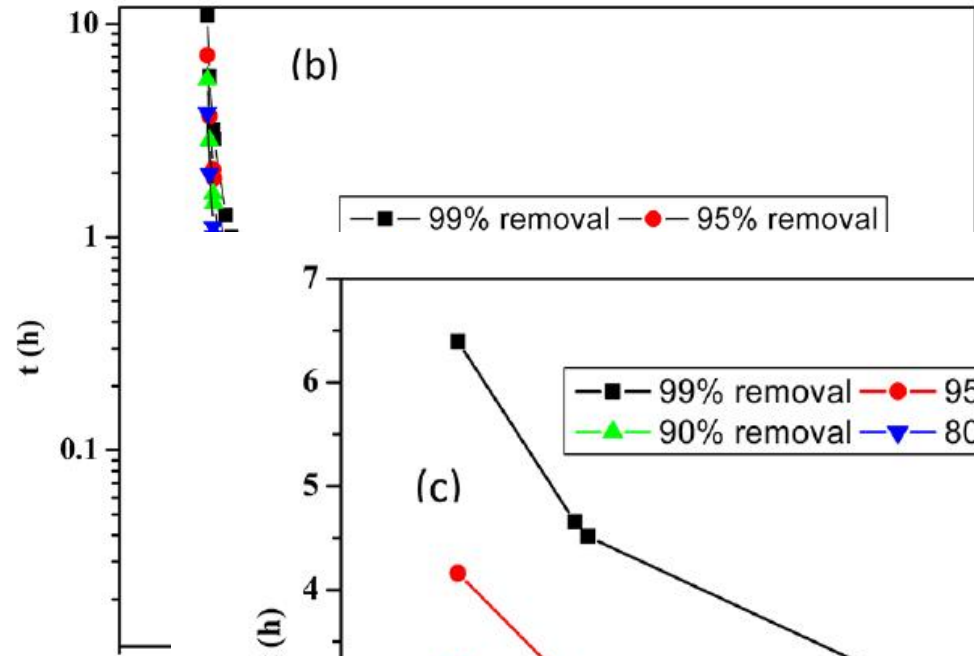 10
(b)
99% removal 95% removal
1
t (h)
0.1
7
6
99% removal 95
90% removal 80
5
(c)
4
(h)